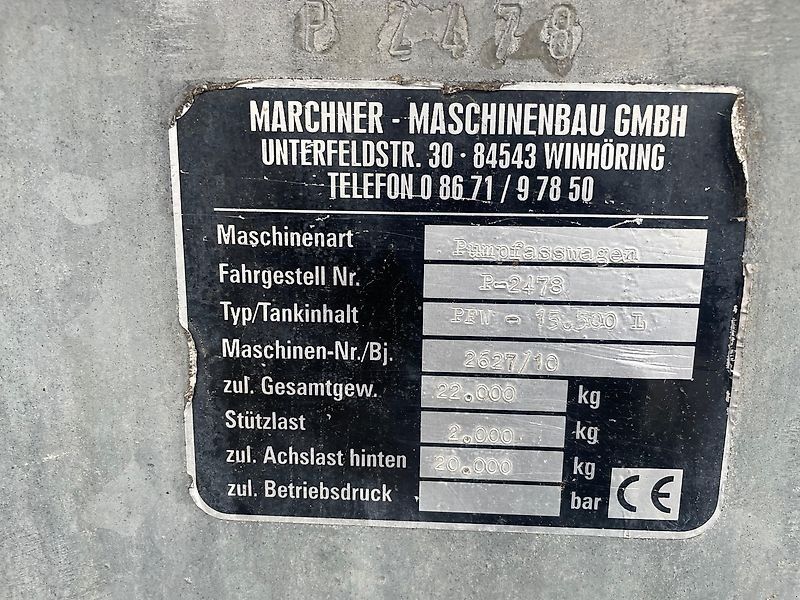 P 2478
MARCHNER - MASCHINENBAU GMBH
UNTERFELDSTR. 30 · 84543 WINHÖRING
TELEFON 0 86 71 / 9 78 50
Maschinenart Pumpfasswagen
Fahrgestell Nr. P-2478
Typ/Tankinhalt PFW - 15.500 L
Maschinen-Nr./Bj. 2627/10
zul. Gesamtgew. 22.000 kg
Stützlast 2.000 kg
zul. Achslast hinten 20.000 kg
zul. Betriebsdruck bar CE